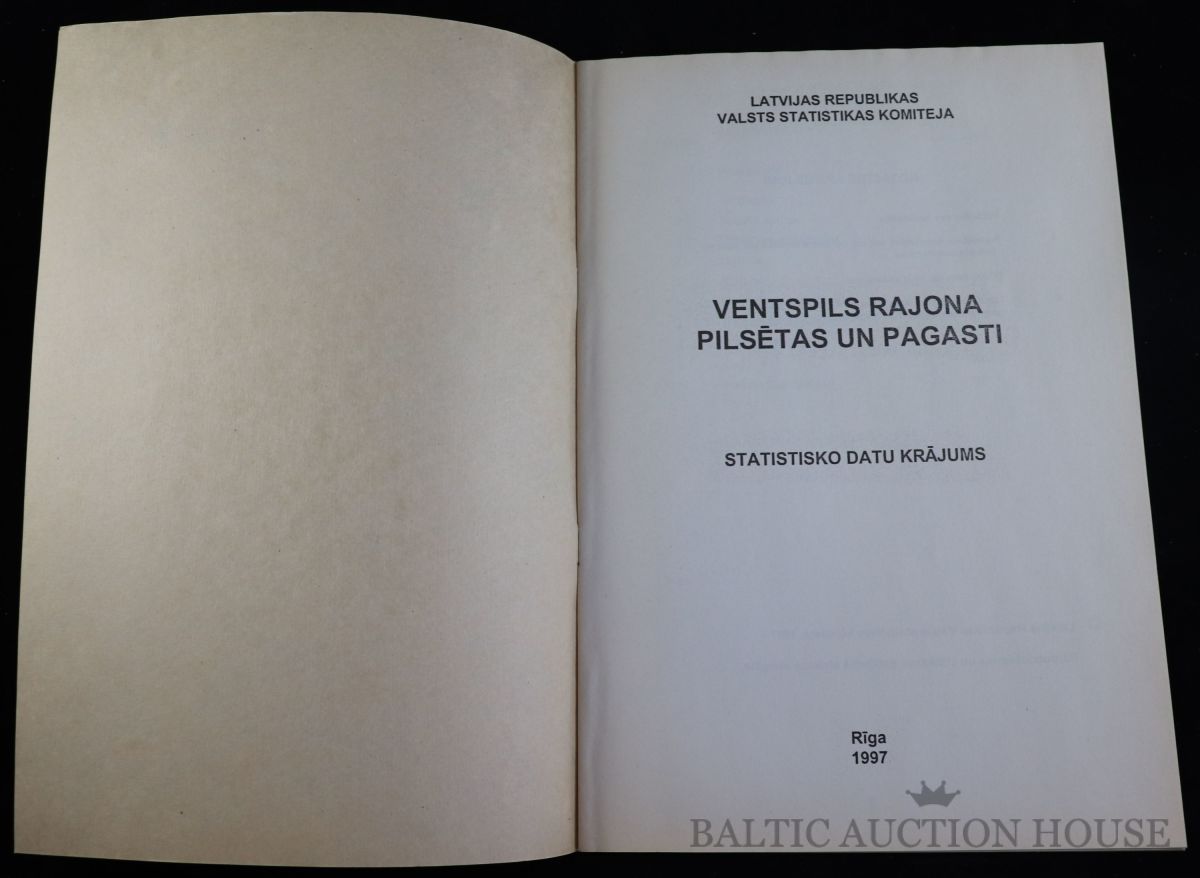 LATVIJAS REPUBLIKAS
VALSTS STATISTIKAS KOMITEJA
VENTSPILS RAJONA
PILSĒTAS UN PAGASTI
STATISTISKO DATU KRĀJUMS
Rīga
1997
BALTIC AUCTION HOUSE